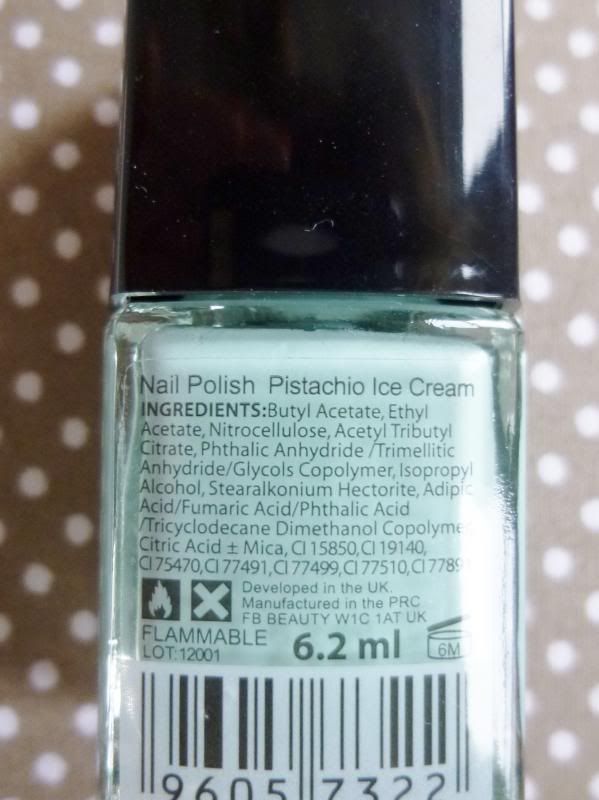 Nail Polish Pistachio Ice Cream
INGREDIENTS:Butyl Acetate, Ethyl
Acetate, Nitrocellulose, Acetyl Tributyl
Citrate, Phthalic Anhydride /Trimellitic
Anhydride/Glycols Copolymer, Isopropyl
Alcohol, Stearalkonium Hectorite, Adipic
Acid/Fumaric Acid/Phthalic Acid
/Tricyclodecane Dimethanol Copolymer
Citric Acid ± Mica, CI 15850, CI 19140,
CI 75470, CI 77491, CI 77499, CI 77510, CI 77891
Developed in the UK.
Manufactured in the PRC
FB BEAUTY W1C 1AT UK
FLAMMABLE
LOT:12001
6.2 ml
6M
9605 7322